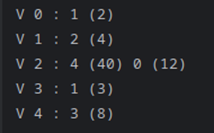 V 0 : 1 (2)
V 1 : 2 (4)
V 2 : 4 (40) 0 (12)
V 3 : 1 (3)
V 4 : 3 (8)